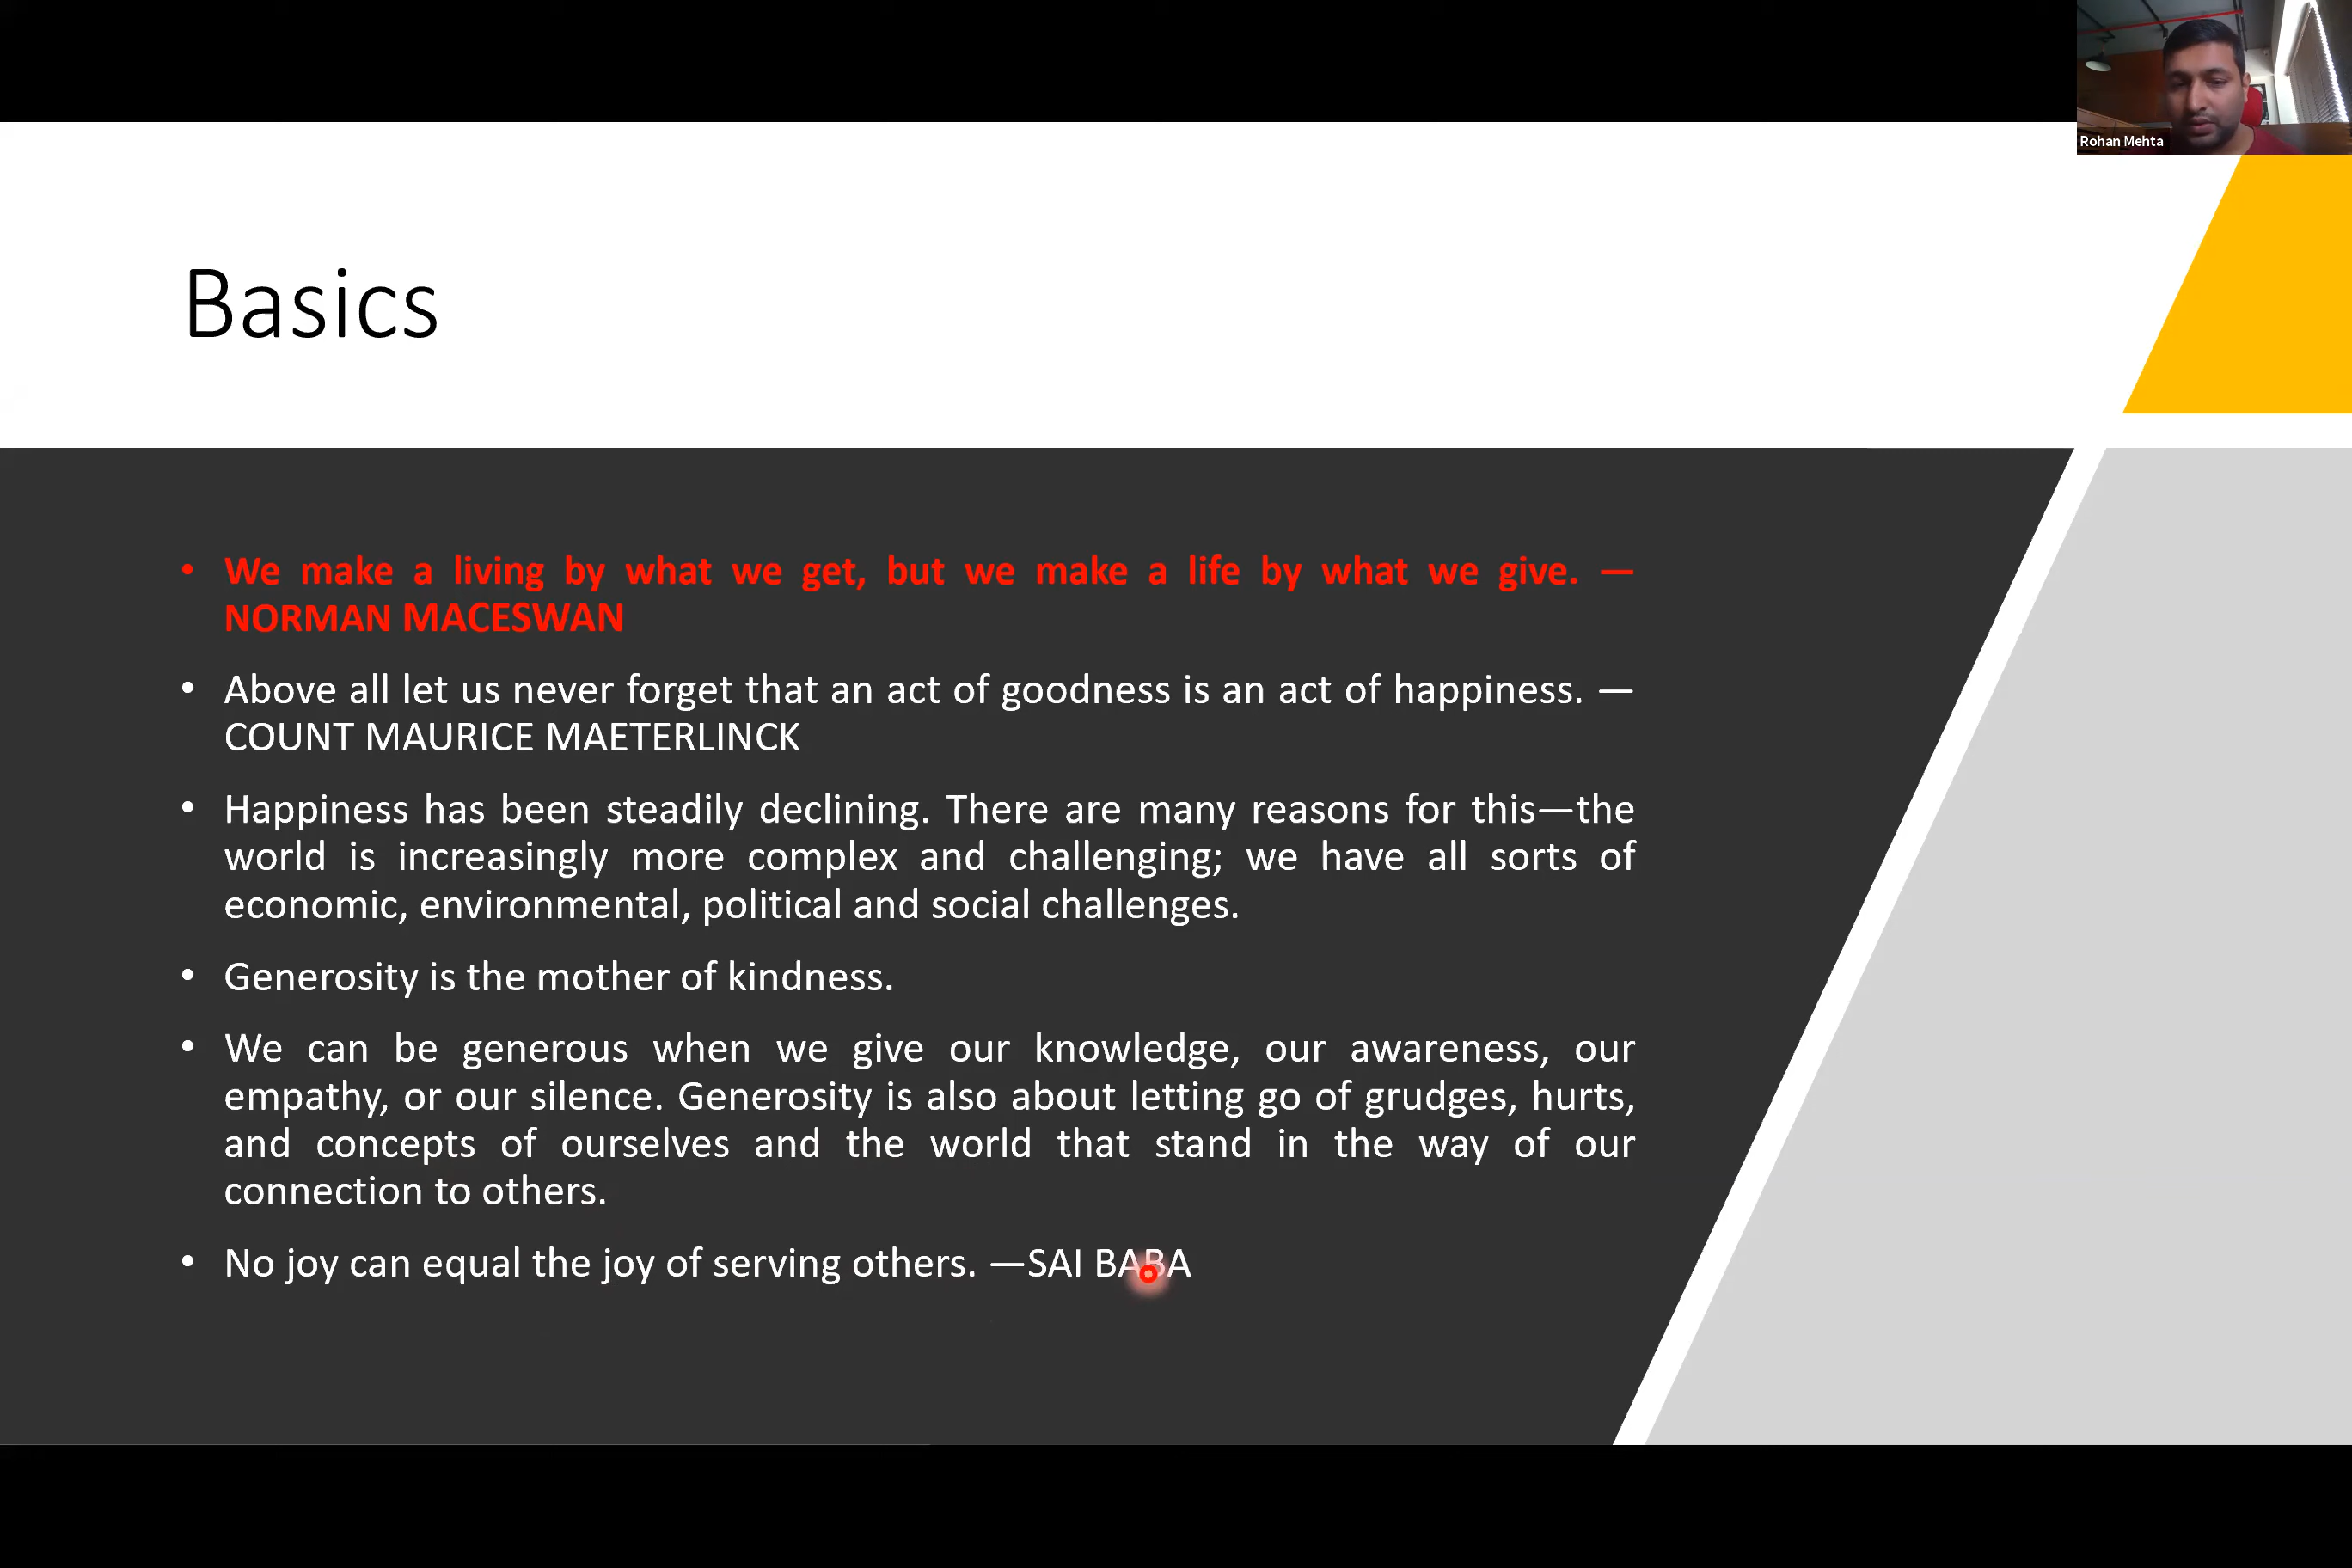 Rohan Mehta
Basics
• We make a living by what we get, but we make a life by what we give. —
NORMAN MACESWAN
• Above all let us never forget that an act of goodness is an act of happiness. —
COUNT MAURICE MAETERLINCK
• Happiness has been steadily declining. There are many reasons for this—the
world is increasingly more complex and challenging; we have all sorts of
economic, environmental, political and social challenges.
• Generosity is the mother of kindness.
• We can be generous when we give our knowledge, our awareness, our
empathy, or our silence. Generosity is also about letting go of grudges, hurts,
and concepts of ourselves and the world that stand in the way of our
connection to others.
• No joy can equal the joy of serving others. —SAI BABA